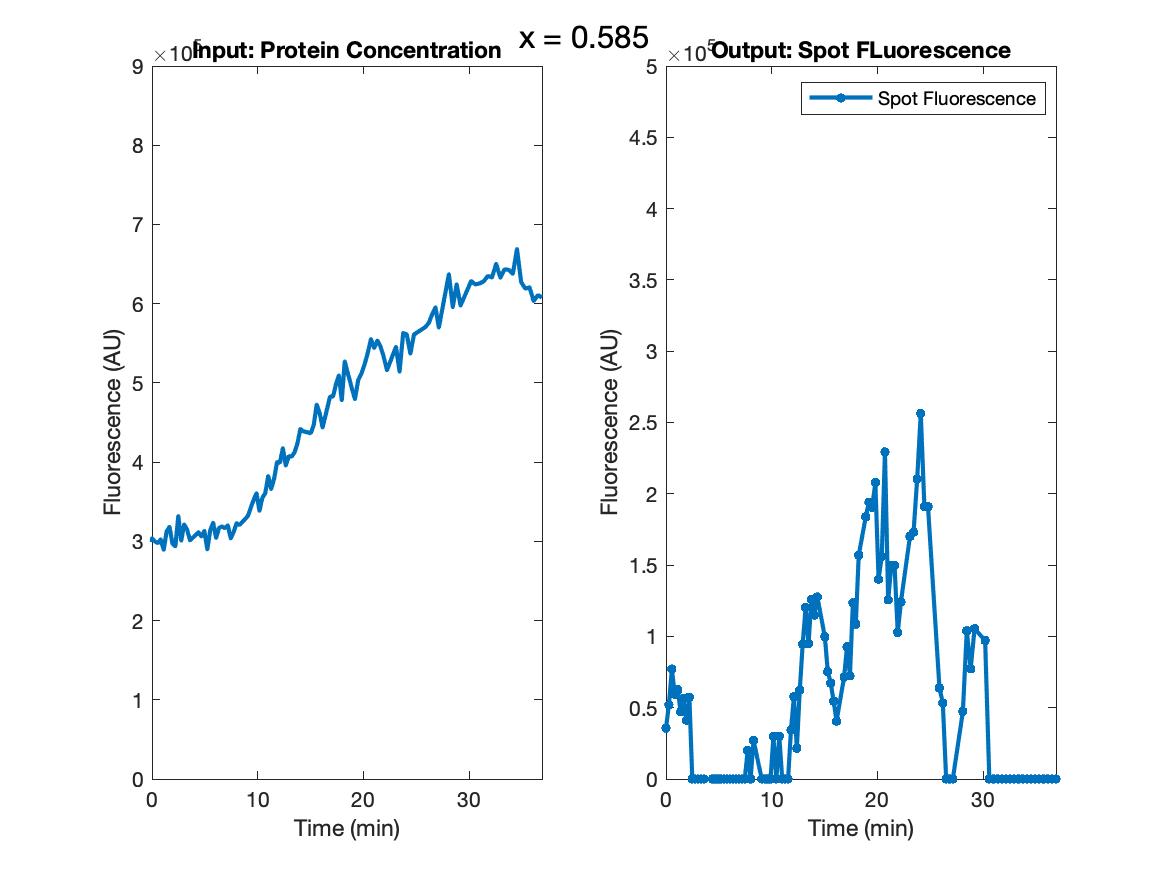 x = 0.585
×10⁵
Input: Protein Concentration
9
8
7
6
5
4
3
2
1
0
Fluorescence (AU)
0 10 20 30
Time (min)
×10⁵
Output: Spot FLuorescence
Spot Fluorescence
5
4.5
4
3.5
3
2.5
2
1.5
1
0.5
0
Fluorescence (AU)
0 10 20 30
Time (min)